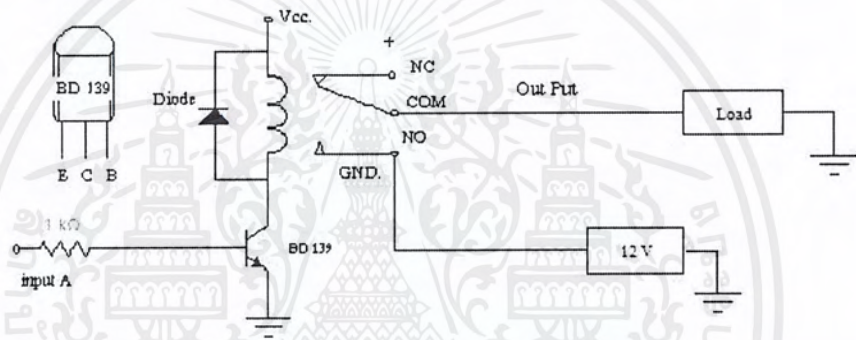 Vcc.
BD 139
Diode
E C B
1 kΩ
input A
BD 139
+
NC
COM
NO
GND.
Out Put
Load
12 V